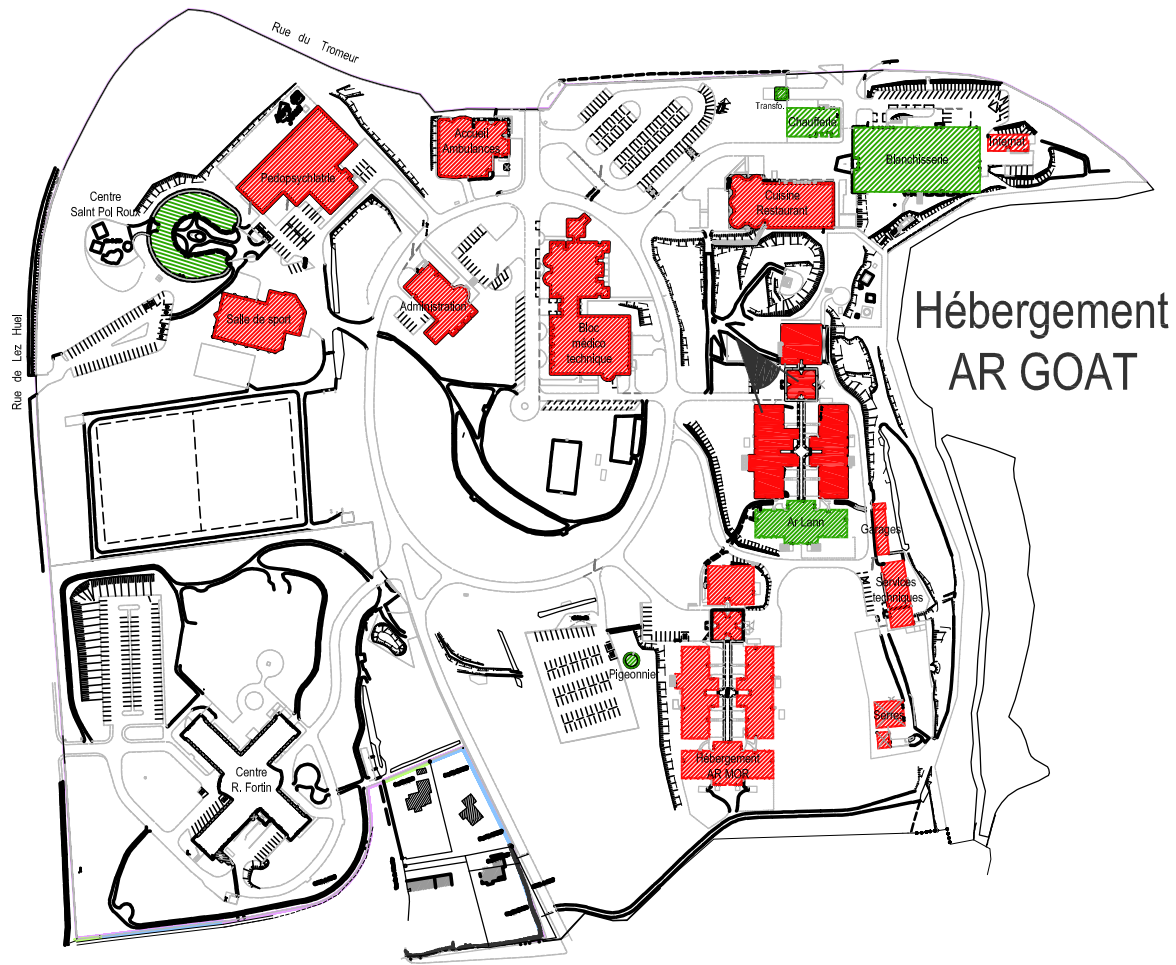 Rue du Tromeur
Transfo.
Chaufferie
Accueil
Ambulances
Internat
Blanchisserie
Pedopsychiatrie
Centre
Saint Pol Roux
Cuisine
Restaurant
Administration
Hébergement
AR GOAT
Salle de sport
Bloc
médico
technique
Rue de Lez Huel
Ar Lann
Garages
Services
techniques
Pigeonnier
Serres
Hébergement
AR MOR
Centre
R. Fortin